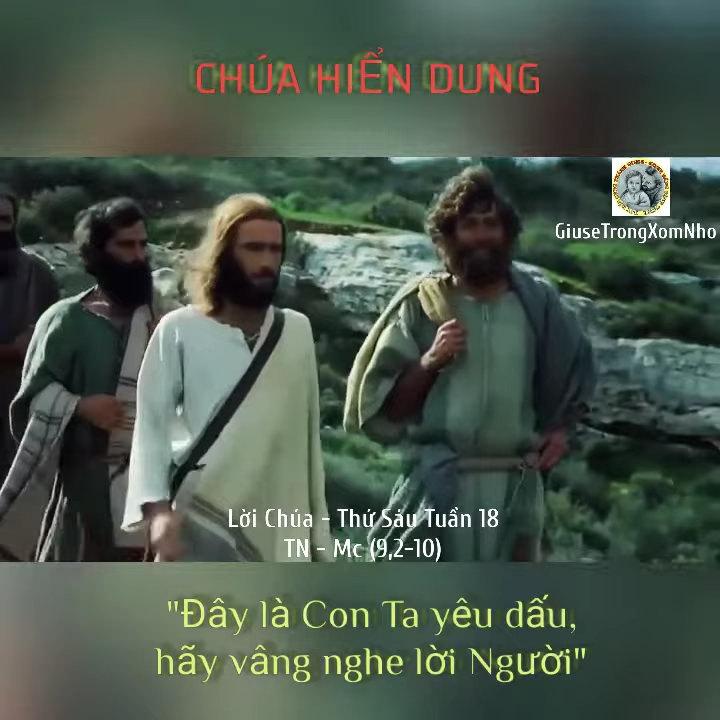 CHÚA HIỂN DUNG
GiuseTrongXomNho
Lời Chúa - Thứ Sáu Tuần 18
TN - Mc (9,2-10)
"Đây là Con Ta yêu dấu,
hãy vâng nghe lời Người"